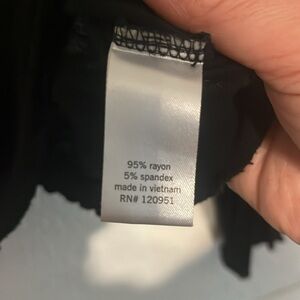 95% rayon
5% spandex
made in vietnam
RN# 120951